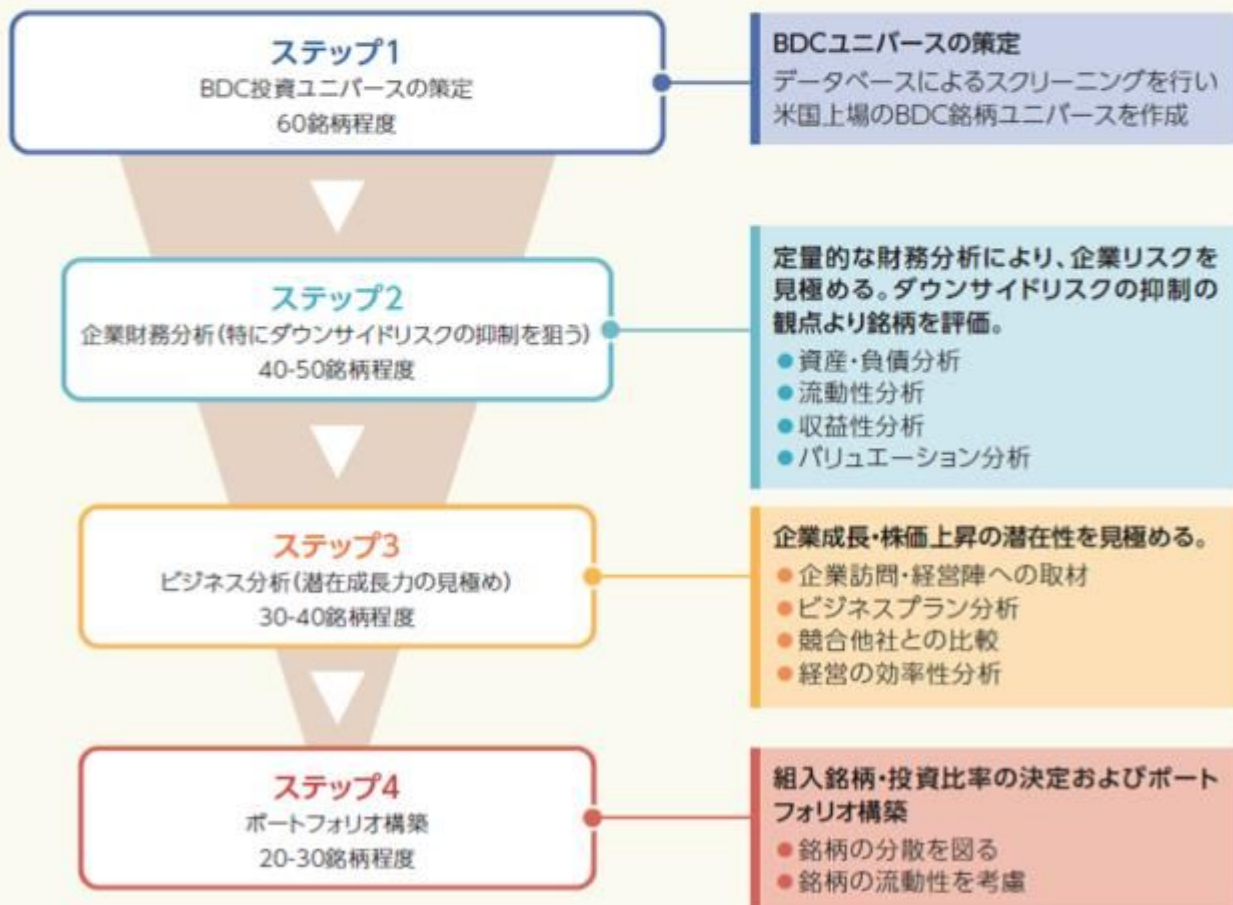 ステップ1
BDC投資ユニバースの策定
60銘柄程度
BDCユニバースの策定
データベースによるスクリーニングを行い
米国上場のBDC銘柄ユニバースを作成
ステップ2
企業財務分析(特にダウンサイドリスクの抑制を狙う)
40-50銘柄程度
定量的な財務分析により、企業リスクを
見極める。ダウンサイドリスクの抑制の
観点より銘柄を評価。
●資産・負債分析
●流動性分析
●収益性分析
●バリュエーション分析
ステップ3
ビジネス分析(潜在成長力の見極め)
30-40銘柄程度
企業成長・株価上昇の潜在性を見極める。
●企業訪問・経営陣への取材
●ビジネスプラン分析
●競合他社との比較
●経営の効率性分析
ステップ4
ポートフォリオ構築
20-30銘柄程度
組入銘柄・投資比率の決定およびポート
フォリオ構築
●銘柄の分散を図る
●銘柄の流動性を考慮